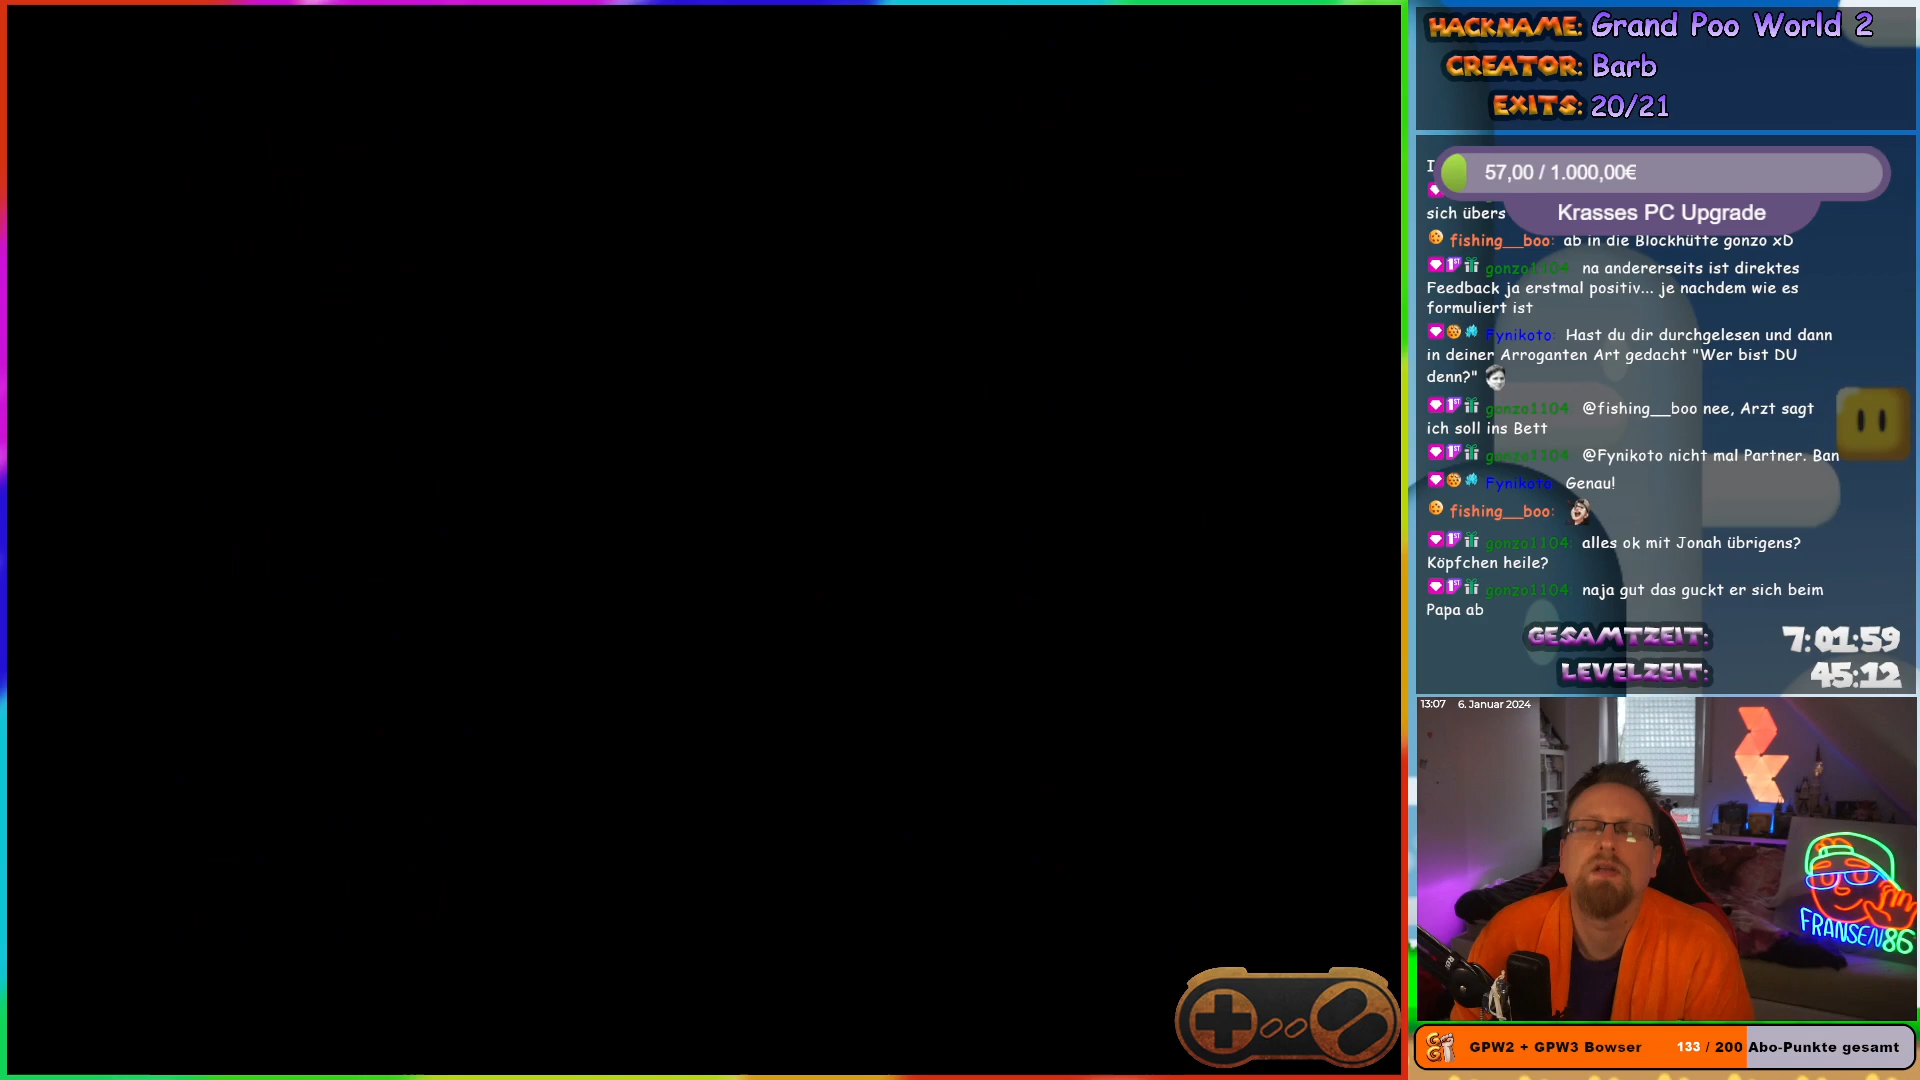 HACKNAME: Grand Poo World 2
CREATOR: Barb
EXITS: 20/21
I
57,00 / 1.000,00€
sich übers
Krasses PC Upgrade
fishing__boo: ab in die Blockhütte gonzo xD
gonzo1104: na andererseits ist direktes
Feedback ja erstmal positiv... je nachdem wie es
formuliert ist
Fynikoto: Hast du dir durchgelesen und dann
in deiner Arroganten Art gedacht "Wer bist DU
denn?"
gonzo1104: @fishing__boo nee, Arzt sagt
ich soll ins Bett
gonzo1104: @Fynikoto nicht mal Partner. Ban
Fynikoto: Genau!
fishing__boo:
gonzo1104: alles ok mit Jonah übrigens?
Köpfchen heile?
gonzo1104: naja gut das guckt er sich beim
Papa ab
GESAMTZEIT: 7:01:59
LEVELZEIT: 45:12
13:07 6. Januar 2024
FRANSEN86
GPW2 + GPW3 Bowser 133 / 200 Abo-Punkte gesamt